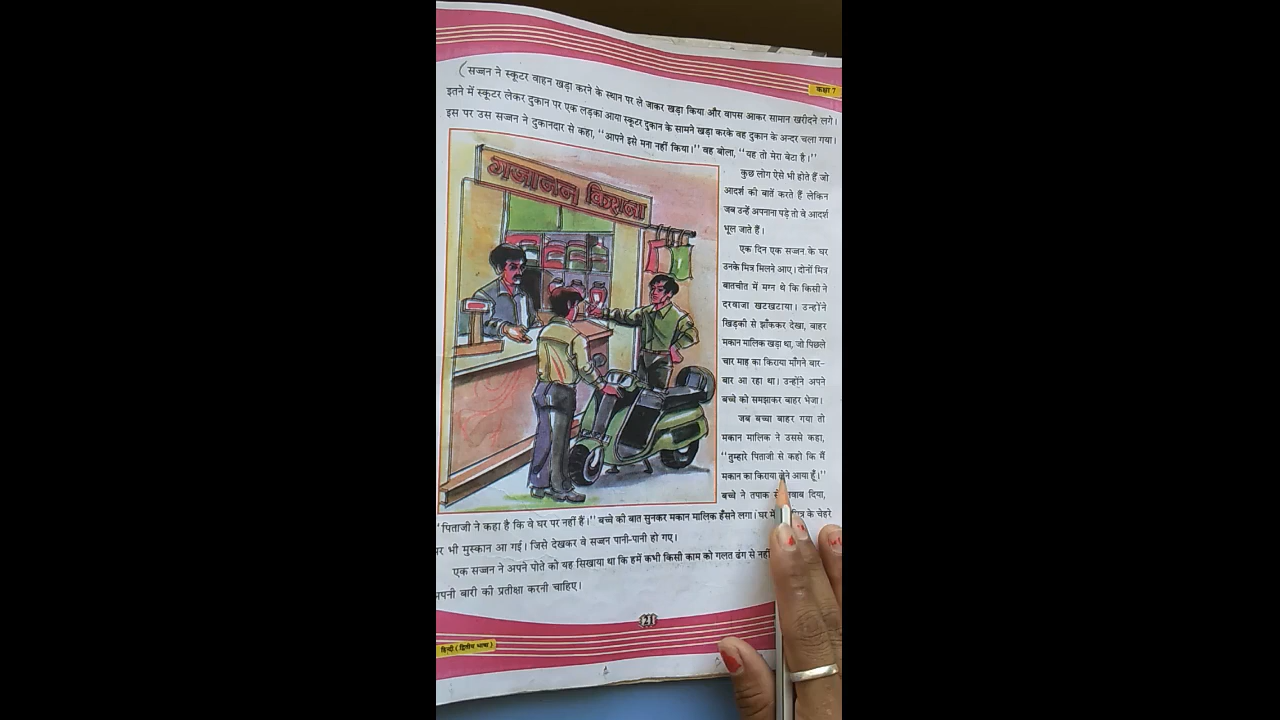 कक्षा 7
(सज्जन ने स्कूटर वाहन खड़ा करने के स्थान पर ले जाकर खड़ा किया और वापस आकर सामान खरीदने लगे।
इतने में स्कूटर लेकर दुकान पर एक लड़का आया स्कूटर दुकान के सामने खड़ा करके वह दुकान के अन्दर चला गया।
इस पर उस सज्जन ने दुकानदार से कहा, “आपने इसे मना नहीं किया।” वह बोला, “यह तो मेरा बेटा है।”
गजानन किराना
कुछ लोग ऐसे भी होते हैं जो
आदर्श की बातें करते हैं लेकिन
जब उन्हें अपनाना पड़े तो वे आदर्श
भूल जाते हैं।
एक दिन एक सज्जन के घर
उनके मित्र मिलने आए। दोनों मित्र
बातचीत में मग्न थे कि किसी ने
दरवाजा खटखटाया। उन्होंने
खिड़की से झाँककर देखा, बाहर
मकान मालिक खड़ा था, जो पिछले
चार माह का किराया माँगने बार-
बार आ रहा था। उन्होंने अपने
बच्चे को समझाकर बाहर भेजा।
जब बच्चा बाहर गया तो
मकान मालिक ने उससे कहा,
“तुम्हारे पिताजी से कहो कि मैं
मकान का किराया लेने आया हूँ।”
बच्चे ने तपाक से जवाब दिया,
“पिताजी ने कहा है कि वे घर पर नहीं हैं।” बच्चे की बात सुनकर मकान मालिक हँसने लगा। घर में के चेहरे
पर भी मुस्कान आ गई। जिसे देखकर वे सज्जन पानी-पानी हो गए।
एक सज्जन ने अपने पोते को यह सिखाया था कि हमें कभी किसी काम को गलत ढंग से नहीं
अपनी बारी की प्रतीक्षा करनी चाहिए।
21
हिन्दी (द्वितीय भाषा)